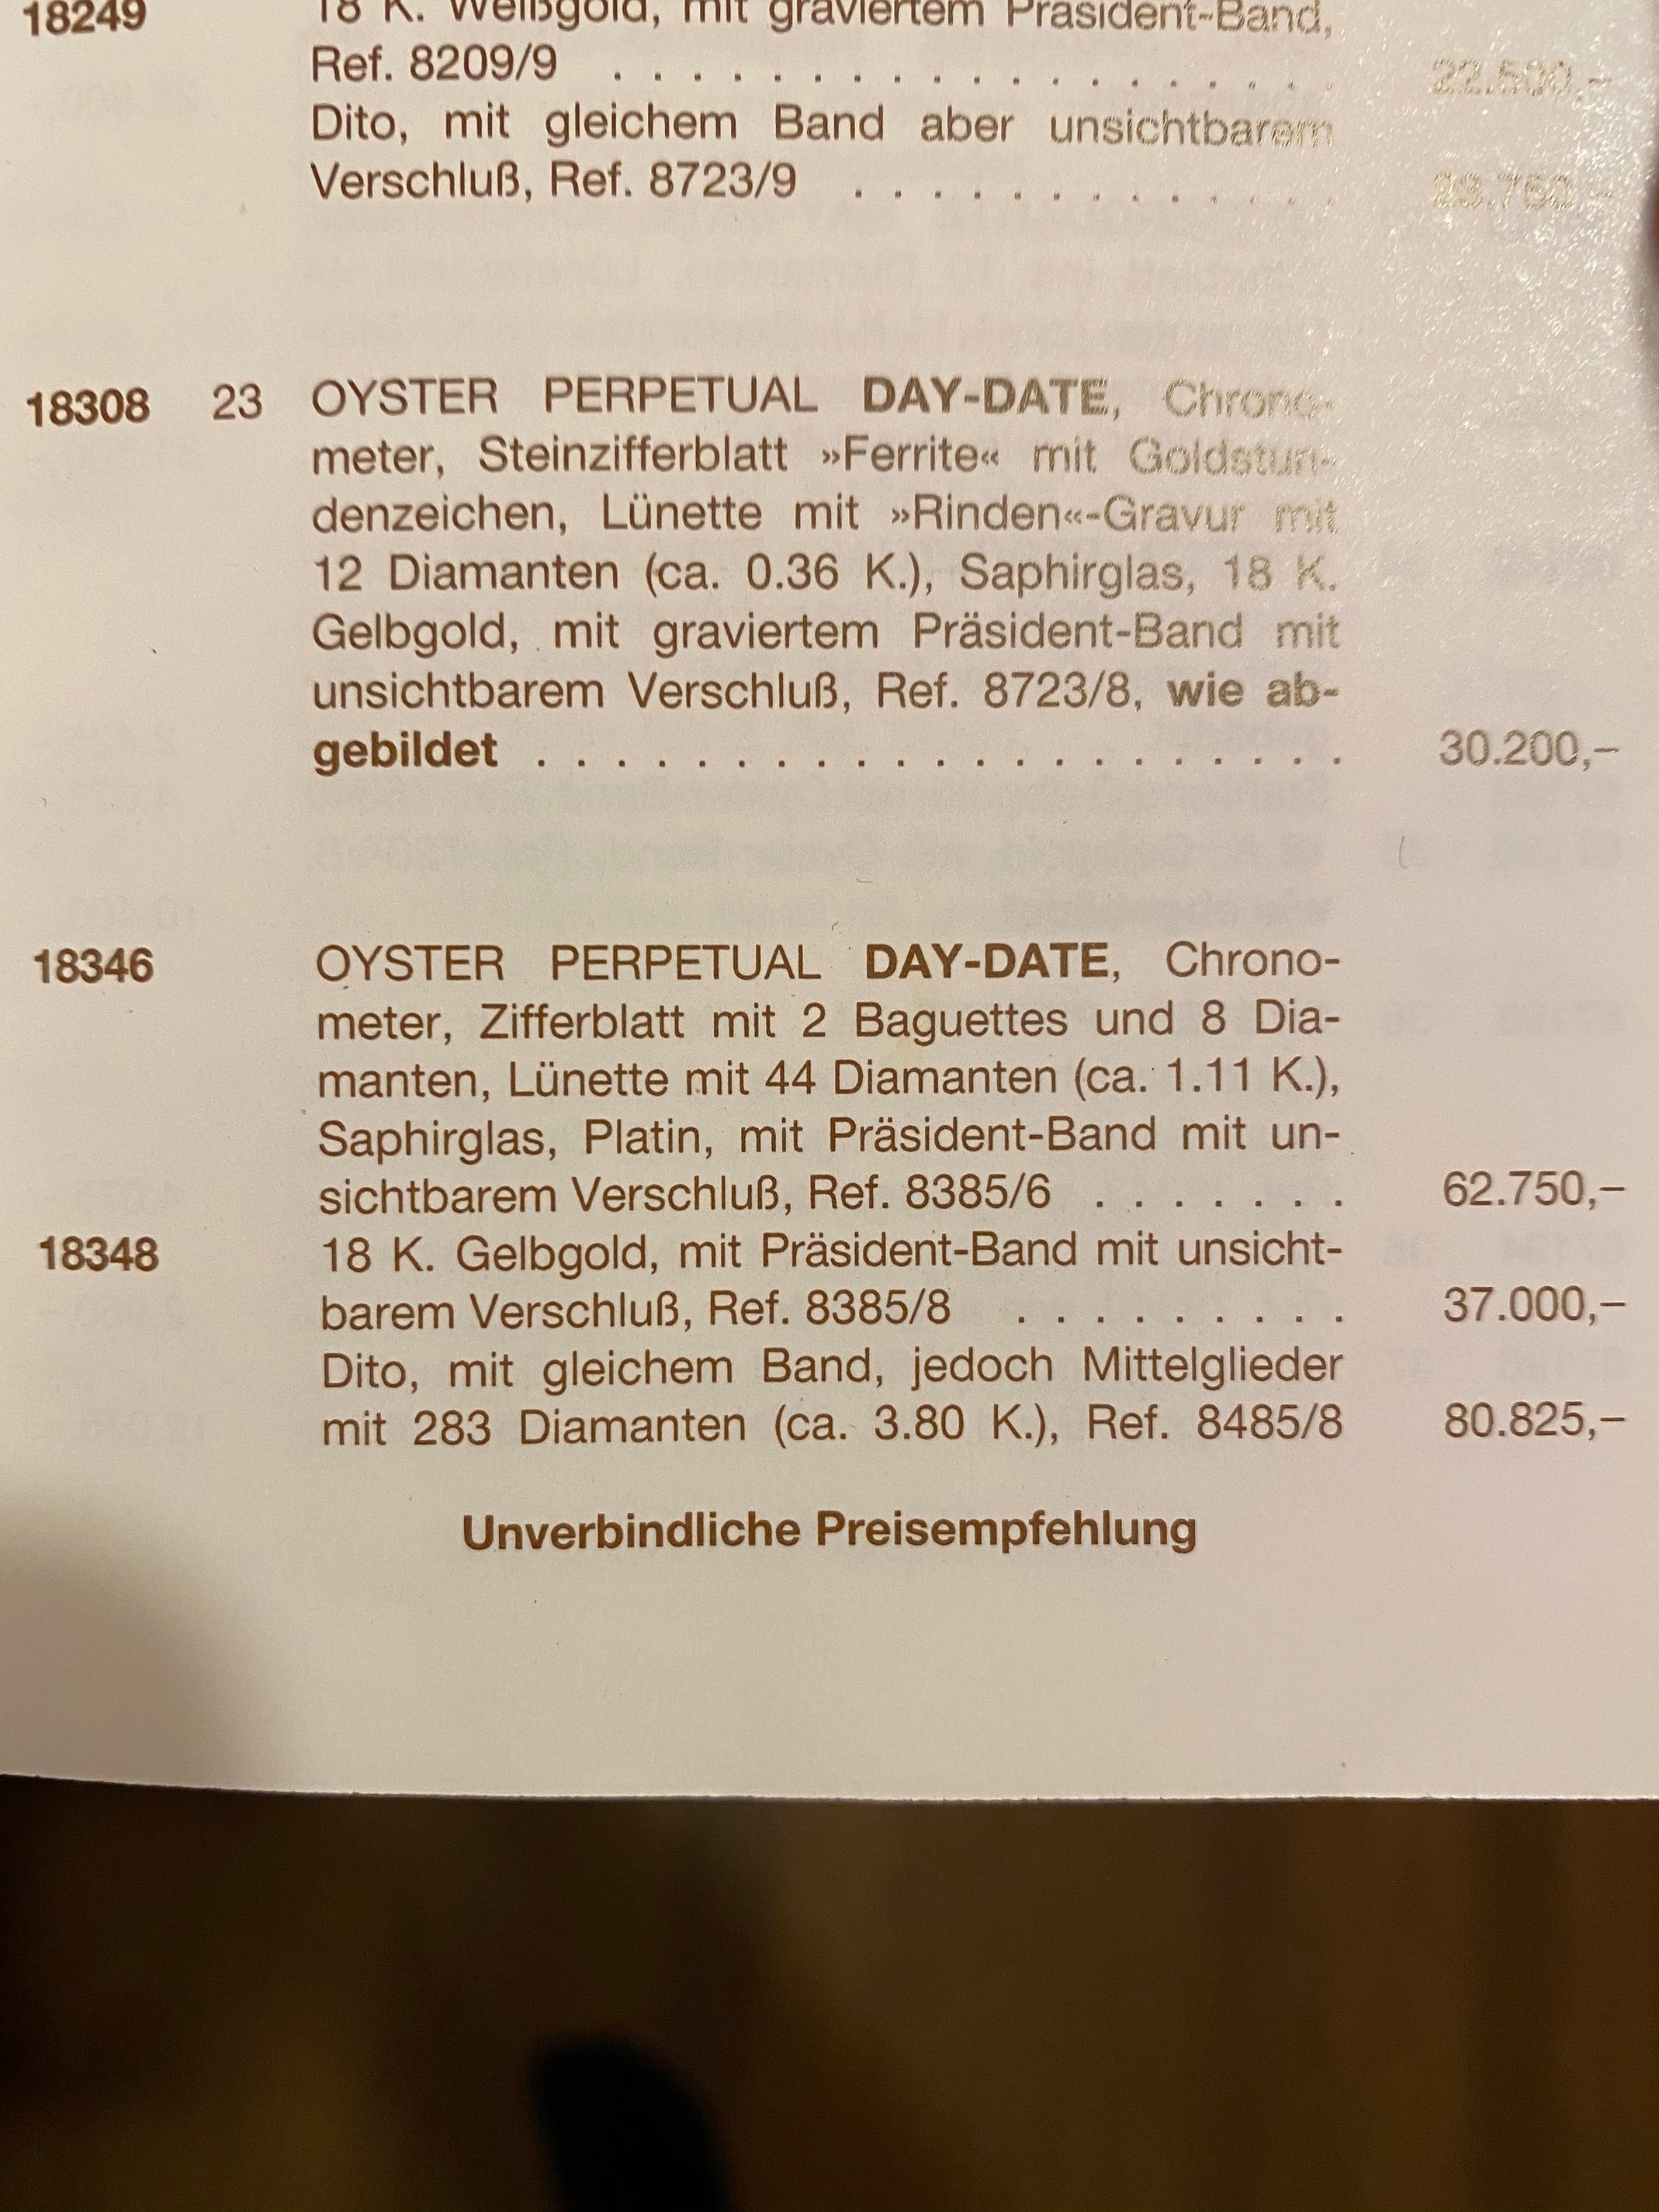 18249 18 K. Weißgold, mit graviertem Präsident-Band,
Ref. 8209/9 . . . . . . . . . . . . . . . . . . . 22.500,–
Dito, mit gleichem Band aber unsichtbarem
Verschluß, Ref. 8723/9 . . . . . . . . . . . . . 23.750,–
18308 23 OYSTER PERPETUAL DAY-DATE, Chrono-
meter, Steinzifferblatt »Ferrite« mit Goldstun-
denzeichen, Lünette mit »Rinden«-Gravur mit
12 Diamanten (ca. 0.36 K.), Saphirglas, 18 K.
Gelbgold, mit graviertem Präsident-Band mit
unsichtbarem Verschluß, Ref. 8723/8, wie ab-
gebildet . . . . . . . . . . . . . . . . . . . . . 30.200,–
18346 OYSTER PERPETUAL DAY-DATE, Chrono-
meter, Zifferblatt mit 2 Baguettes und 8 Dia-
manten, Lünette mit 44 Diamanten (ca. 1.11 K.),
Saphirglas, Platin, mit Präsident-Band mit un-
sichtbarem Verschluß, Ref. 8385/6 . . . . . . . 62.750,–
18348 18 K. Gelbgold, mit Präsident-Band mit unsicht-
barem Verschluß, Ref. 8385/8 . . . . . . . . . 37.000,–
Dito, mit gleichem Band, jedoch Mittelglieder
mit 283 Diamanten (ca. 3.80 K.), Ref. 8485/8 80.825,–
Unverbindliche Preisempfehlung